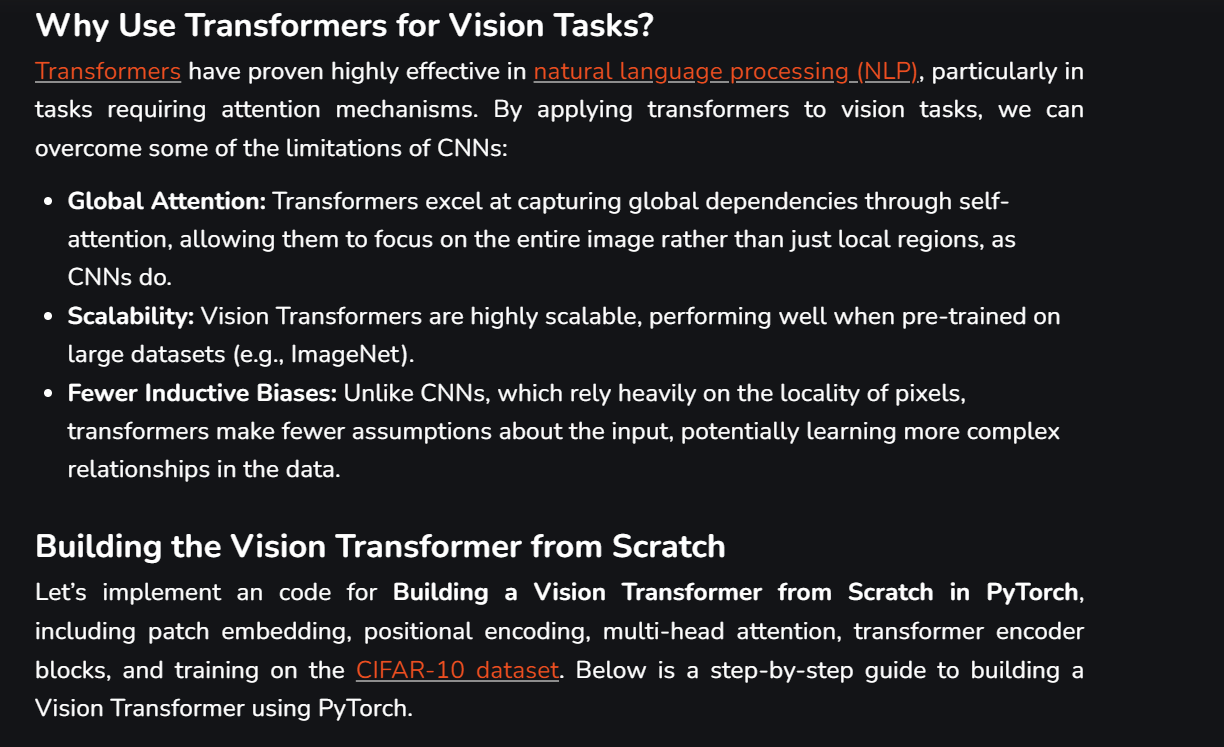 Why Use Transformers for Vision Tasks?
Transformers have proven highly effective in natural language processing (NLP), particularly in
tasks requiring attention mechanisms. By applying transformers to vision tasks, we can
overcome some of the limitations of CNNs:
• Global Attention: Transformers excel at capturing global dependencies through self-
attention, allowing them to focus on the entire image rather than just local regions, as
CNNs do.
• Scalability: Vision Transformers are highly scalable, performing well when pre-trained on
large datasets (e.g., ImageNet).
• Fewer Inductive Biases: Unlike CNNs, which rely heavily on the locality of pixels,
transformers make fewer assumptions about the input, potentially learning more complex
relationships in the data.
Building the Vision Transformer from Scratch
Let’s implement an code for Building a Vision Transformer from Scratch in PyTorch,
including patch embedding, positional encoding, multi-head attention, transformer encoder
blocks, and training on the CIFAR-10 dataset. Below is a step-by-step guide to building a
Vision Transformer using PyTorch.